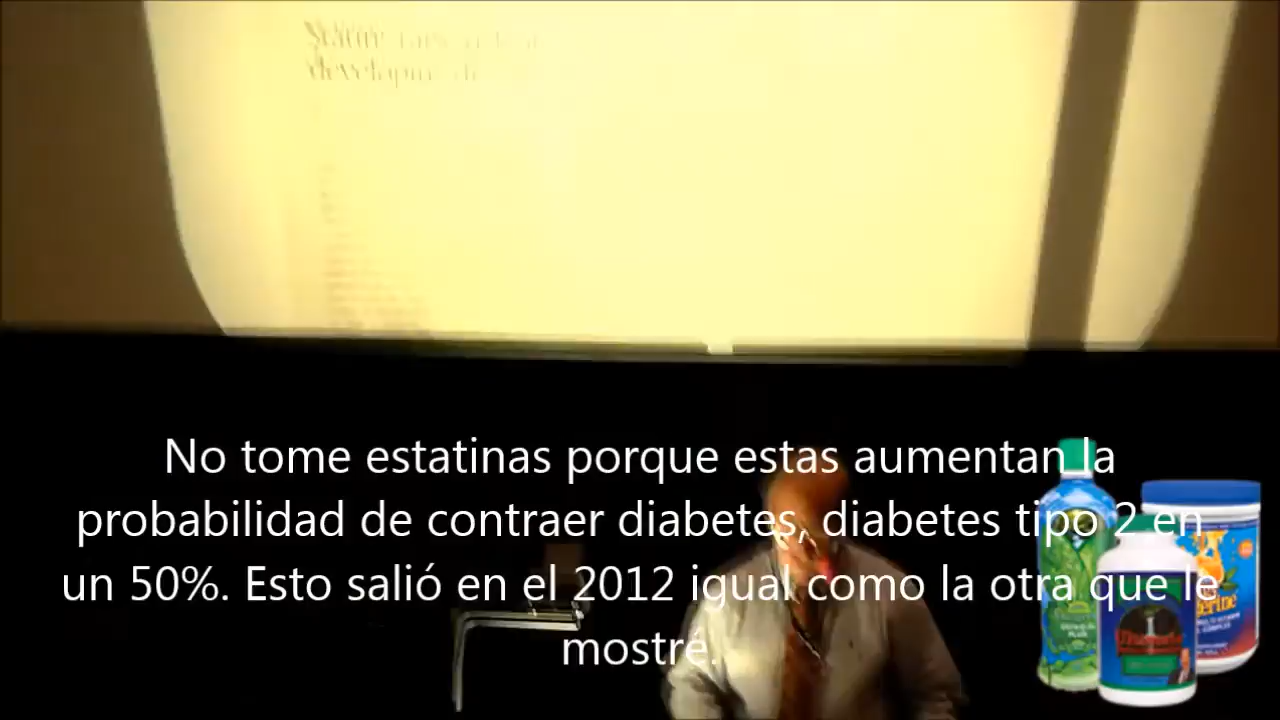 No tome estatinas porque estas aumentan la
probabilidad de contraer diabetes, diabetes tipo 2 en
un 50%. Esto salió en el 2012 igual como la otra que le
mostré.